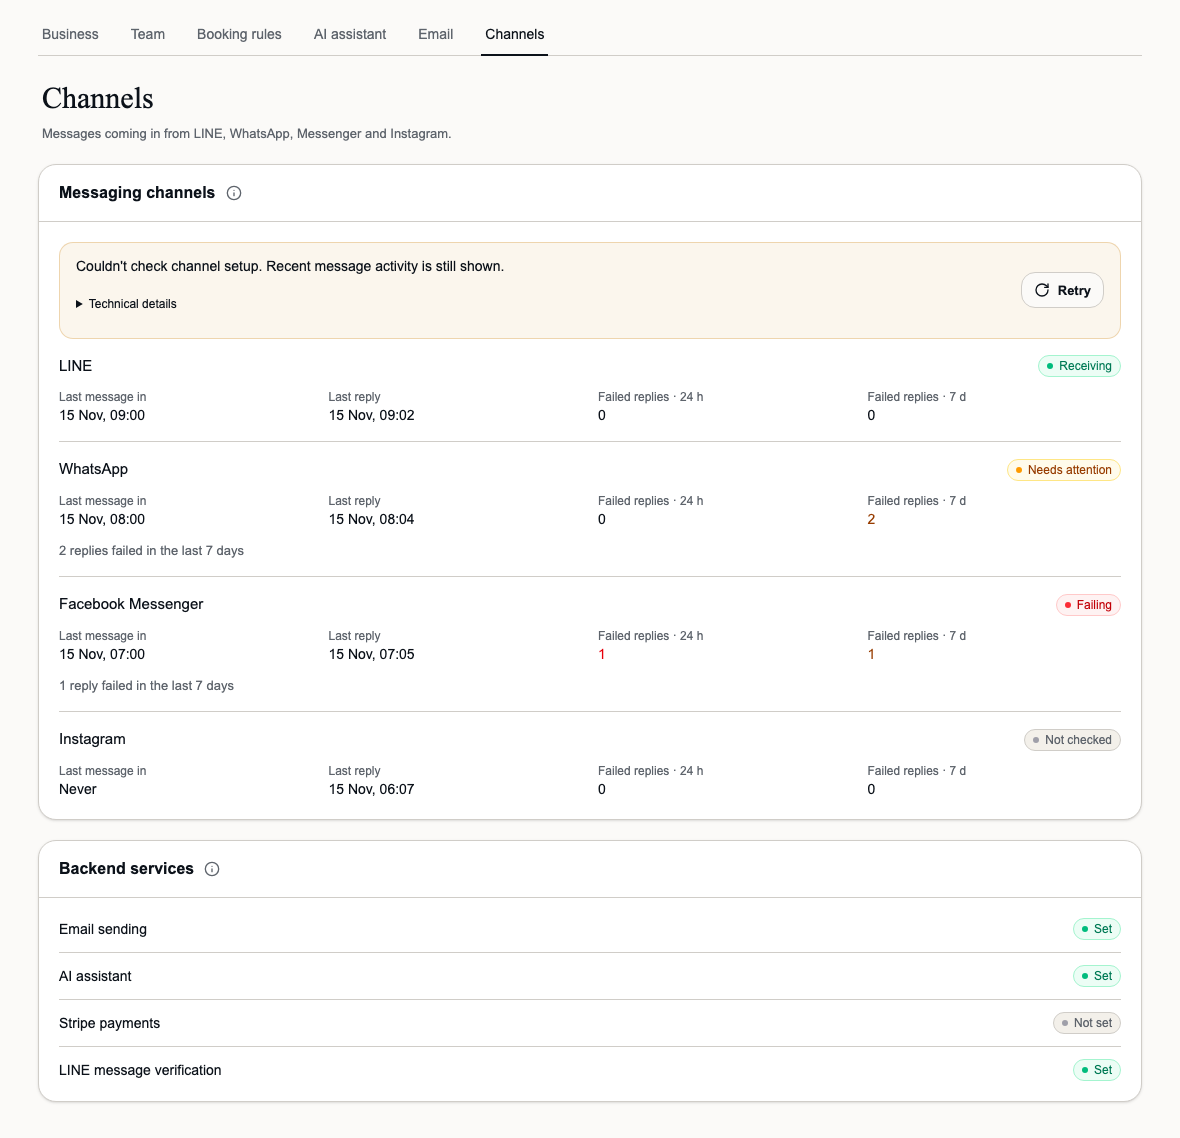 Business Team Booking rules AI assistant Email Channels
Channels
Messages coming in from LINE, WhatsApp, Messenger and Instagram.
Messaging channels
Couldn't check channel setup. Recent message activity is still shown.
Technical details
Retry
LINE
Receiving
Last message in Last reply Failed replies · 24 h Failed replies · 7 d
15 Nov, 09:00 15 Nov, 09:02 0 0
WhatsApp
Needs attention
Last message in Last reply Failed replies · 24 h Failed replies · 7 d
15 Nov, 08:00 15 Nov, 08:04 0 2
2 replies failed in the last 7 days
Facebook Messenger
Failing
Last message in Last reply Failed replies · 24 h Failed replies · 7 d
15 Nov, 07:00 15 Nov, 07:05 1 1
1 reply failed in the last 7 days
Instagram
Not checked
Last message in Last reply Failed replies · 24 h Failed replies · 7 d
Never 15 Nov, 06:07 0 0
Backend services
Email sending Set
AI assistant Set
Stripe payments Not set
LINE message verification Set